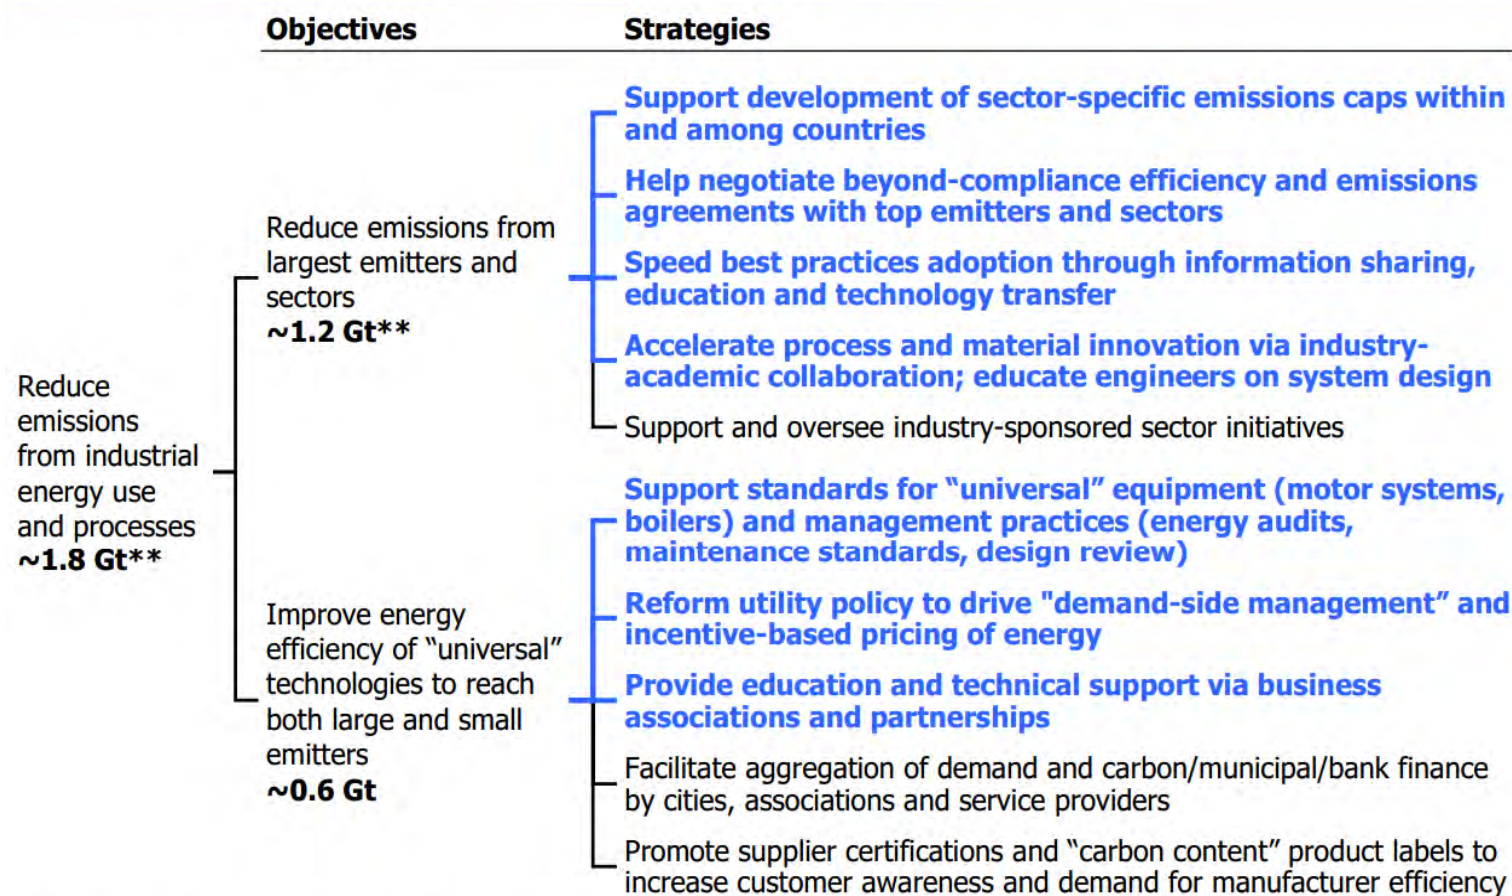 Objectives
Strategies
Reduce
emissions
from industrial
energy use
and processes
~1.8 Gt**
Reduce emissions from
largest emitters and
sectors
~1.2 Gt**
Support development of sector-specific emissions caps within
and among countries
Help negotiate beyond-compliance efficiency and emissions
agreements with top emitters and sectors
Speed best practices adoption through information sharing,
education and technology transfer
Accelerate process and material innovation via industry-
academic collaboration; educate engineers on system design
Support and oversee industry-sponsored sector initiatives
Improve energy
efficiency of “universal”
technologies to reach
both large and small
emitters
~0.6 Gt
Support standards for “universal” equipment (motor systems,
boilers) and management practices (energy audits,
maintenance standards, design review)
Reform utility policy to drive "demand-side management” and
incentive-based pricing of energy
Provide education and technical support via business
associations and partnerships
Facilitate aggregation of demand and carbon/municipal/bank finance
by cities, associations and service providers
Promote supplier certifications and “carbon content” product labels to
increase customer awareness and demand for manufacturer efficiency